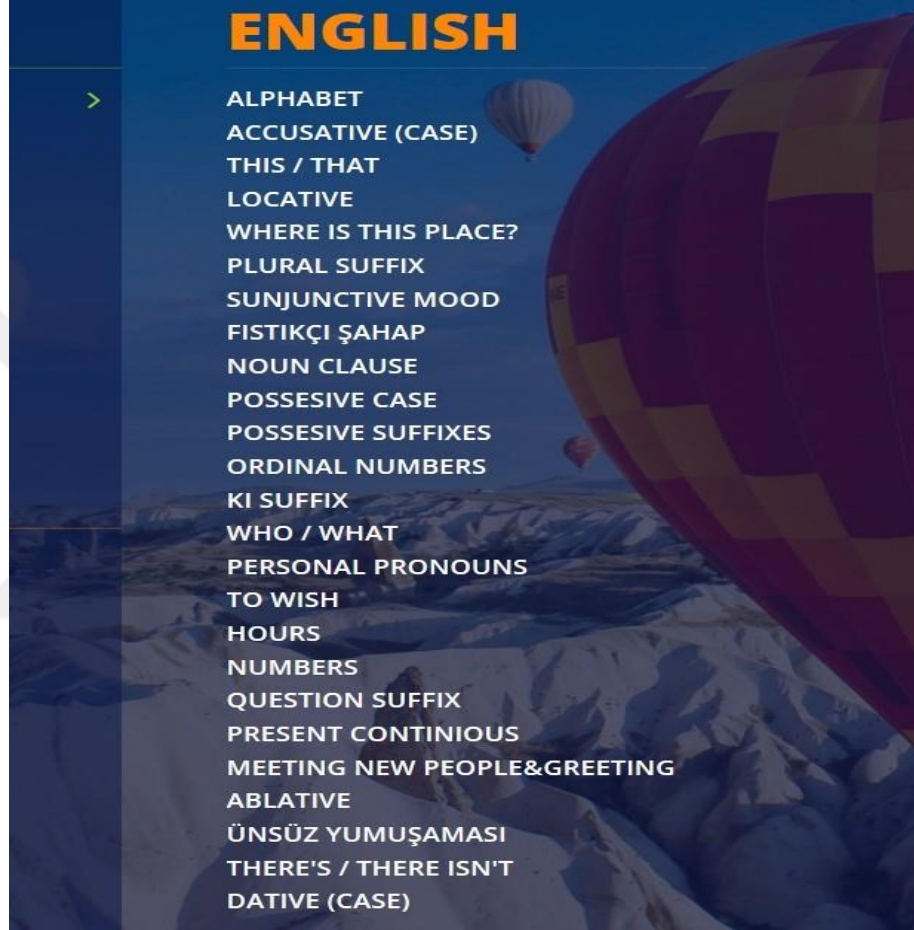 ENGLISH
ALPHABET
ACCUSATIVE (CASE)
THIS / THAT
LOCATIVE
WHERE IS THIS PLACE?
PLURAL SUFFIX
SUNJUNCTIVE MOOD
FISTIKÇI ŞAHAP
NOUN CLAUSE
POSSESIVE CASE
POSSESIVE SUFFIXES
ORDINAL NUMBERS
KI SUFFIX
WHO / WHAT
PERSONAL PRONOUNS
TO WISH
HOURS
NUMBERS
QUESTION SUFFIX
PRESENT CONTINIOUS
MEETING NEW PEOPLE&GREETING
ABLATIVE
ÜNSÜZ YUMUŞAMASI
THERE'S / THERE ISN'T
DATIVE (CASE)